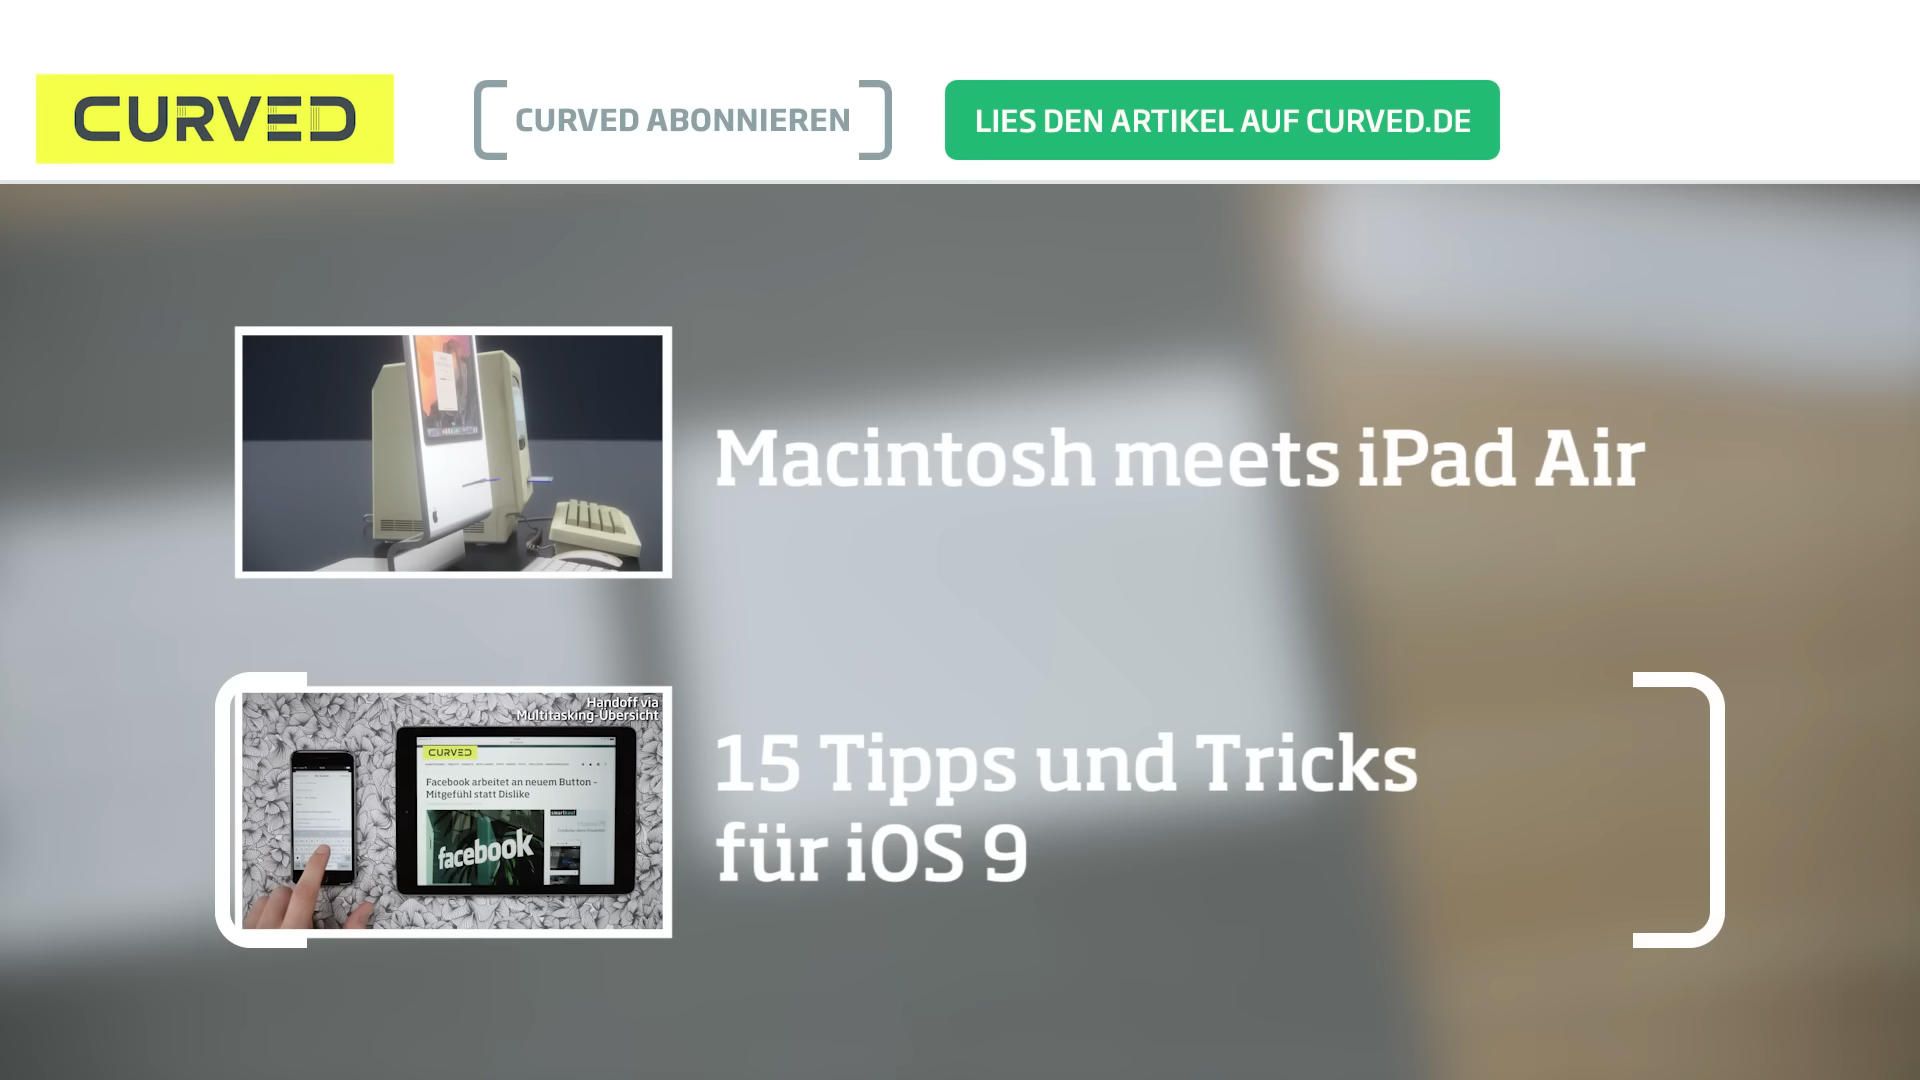 CURVED
CURVED ABONNIEREN
LIES DEN ARTIKEL AUF CURVED.DE
Macintosh meets iPad Air
Handoff via
Multitasking-Übersicht
CURVED
Facebook arbeitet an neuem Button –
Mitgefühl statt Dislike
facebook
15 Tipps und Tricks
für iOS 9